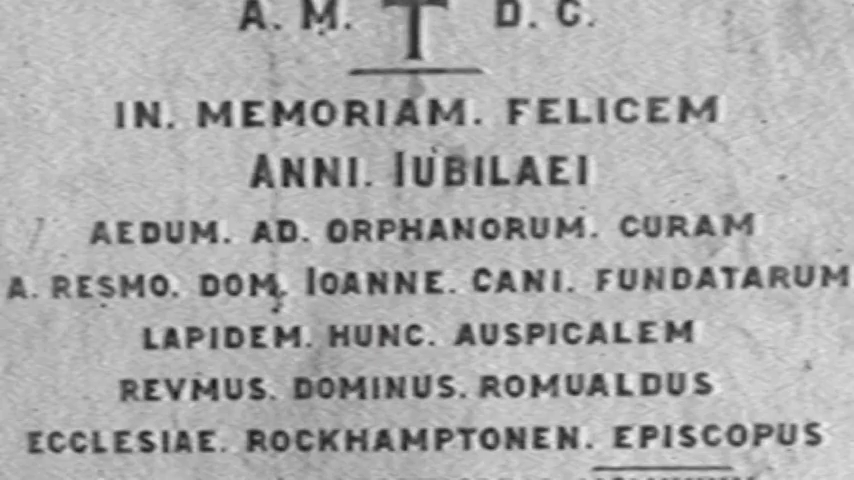 A. M. D. G.
IN. MEMORIAM. FELICEM
ANNI. IUBILAEI
AEDUM. AD. ORPHANORUM. CURAM
A. RESMO. DOM. IOANNE. CANI. FUNDATARUM
LAPIDEM. HUNC. AUSPICALEM
REVMUS. DOMINUS. ROMUALDUS
ECCLESIAE. ROCKHAMPTONEN. EPISCOPUS